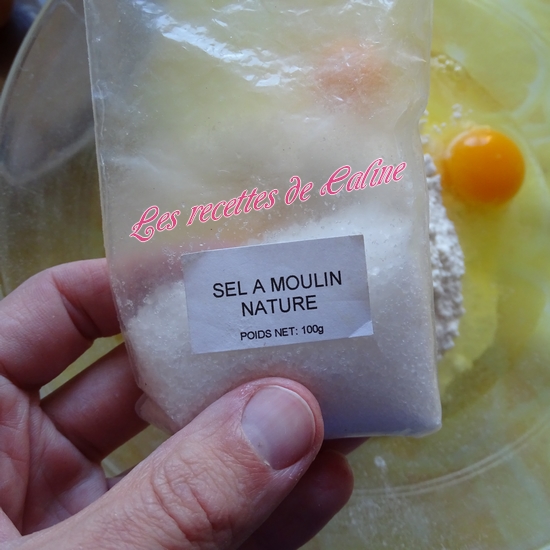 Les recettes de Caline
SEL A MOULIN
NATURE
POIDS NET: 100g